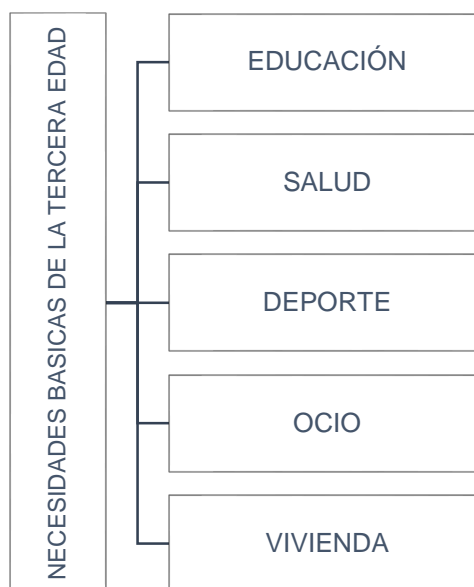 NECESIDADES BASICAS DE LA TERCERA EDAD
EDUCACIÓN
SALUD
DEPORTE
OCIO
VIVIENDA